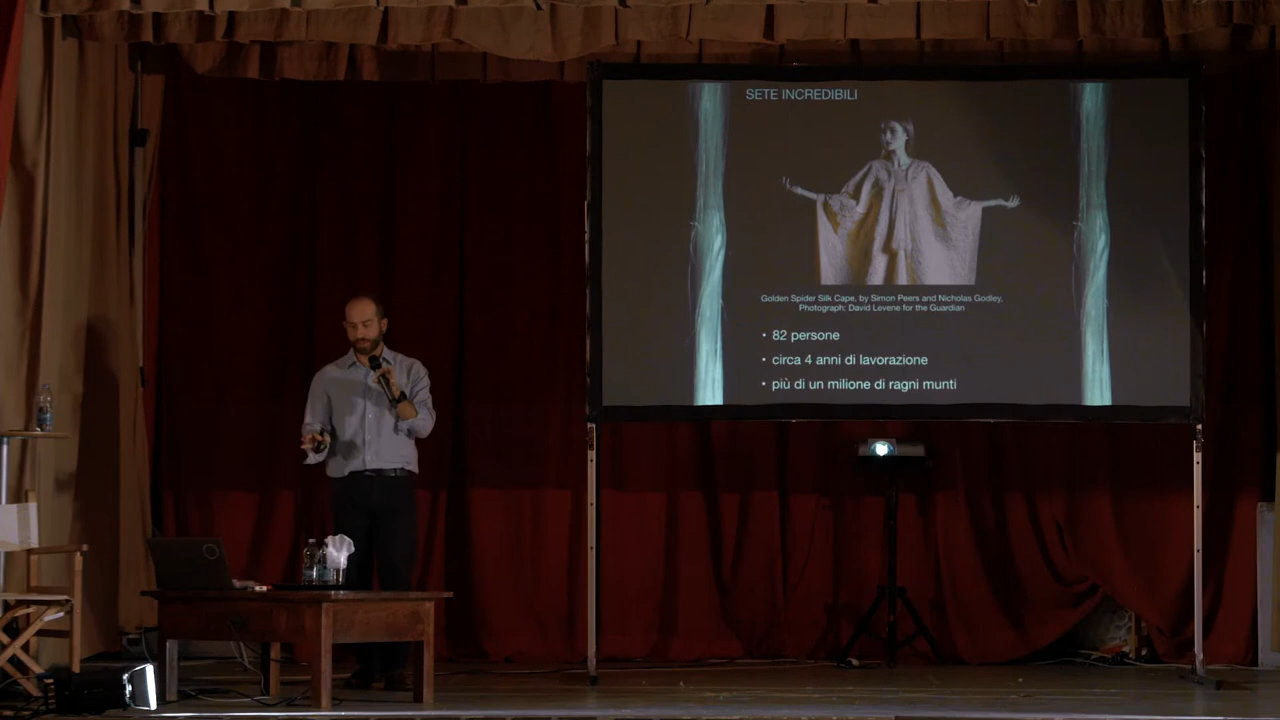 SETE INCREDIBILI
Golden Spider Silk Cape, by Simon Peers and Nicholas Godley,
Photograph: David Levene for the Guardian
• 82 persone
• circa 4 anni di lavorazione
• più di un milione di ragni munti